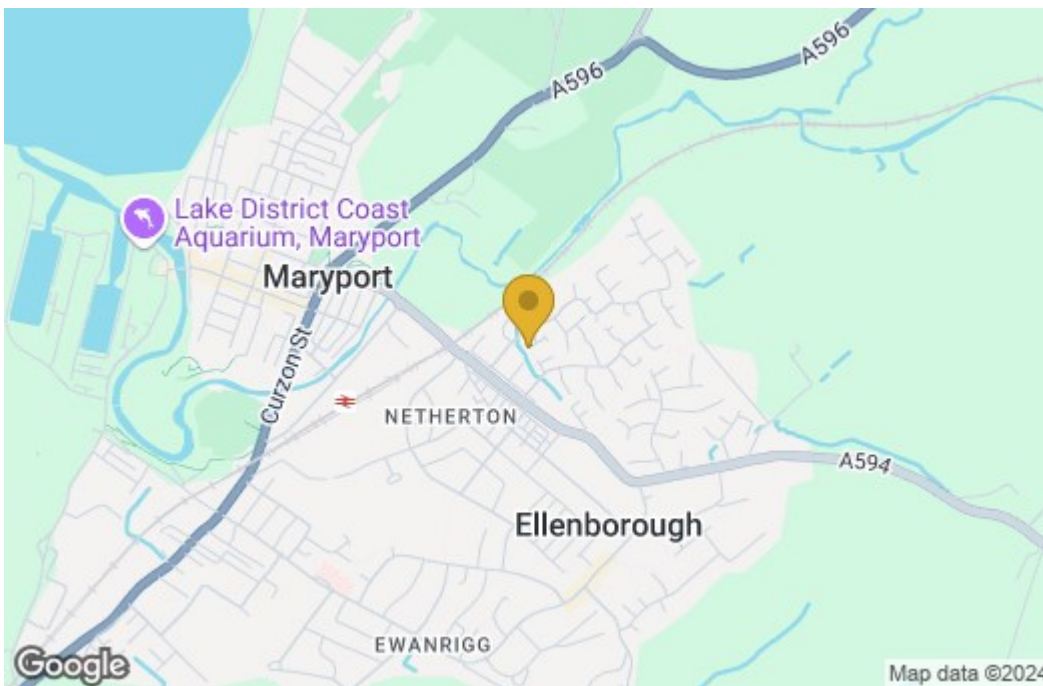 A596
A596
Lake District Coast
Aquarium, Maryport
Maryport
Curzon St
NETHERTON
A594
Ellenborough
EWANRIGG
Google
Map data ©2024